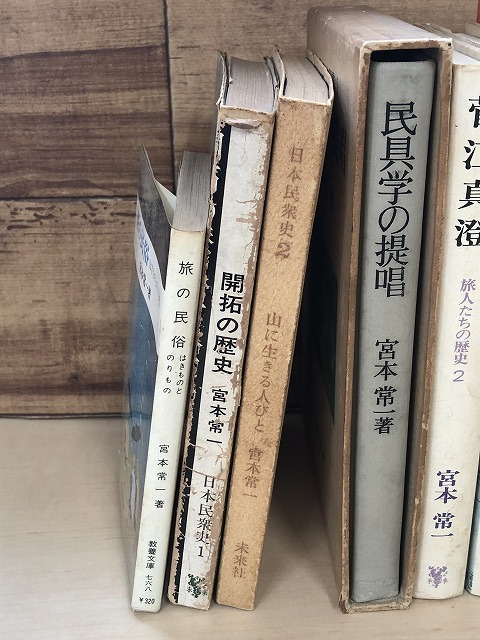 旅の民俗
はきものと
のりもの
宮本常一著
教養文庫 七六八
¥320
開拓の歴史
宮本常一
日本民衆史1
日本民衆史2
山に生きる人びと
宮本常一
未来社
民具学の提唱
宮本常一著
菅江真澄
旅人たちの歴史2
宮本常一